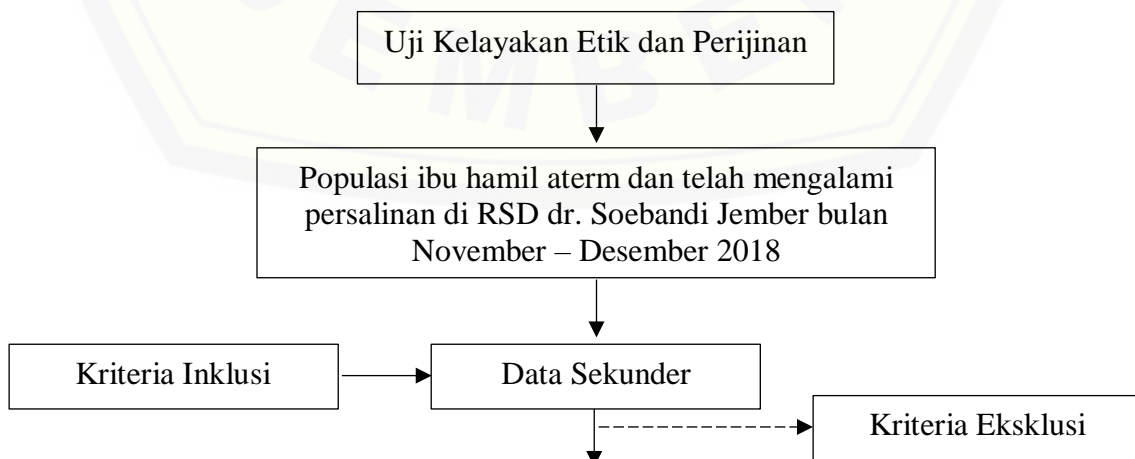 Uji Kelayakan Etik dan Perijinan
Populasi ibu hamil aterm dan telah mengalami
persalinan di RSD dr. Soebandi Jember bulan
November – Desember 2018
Kriteria Inklusi
Data Sekunder
Kriteria Eksklusi